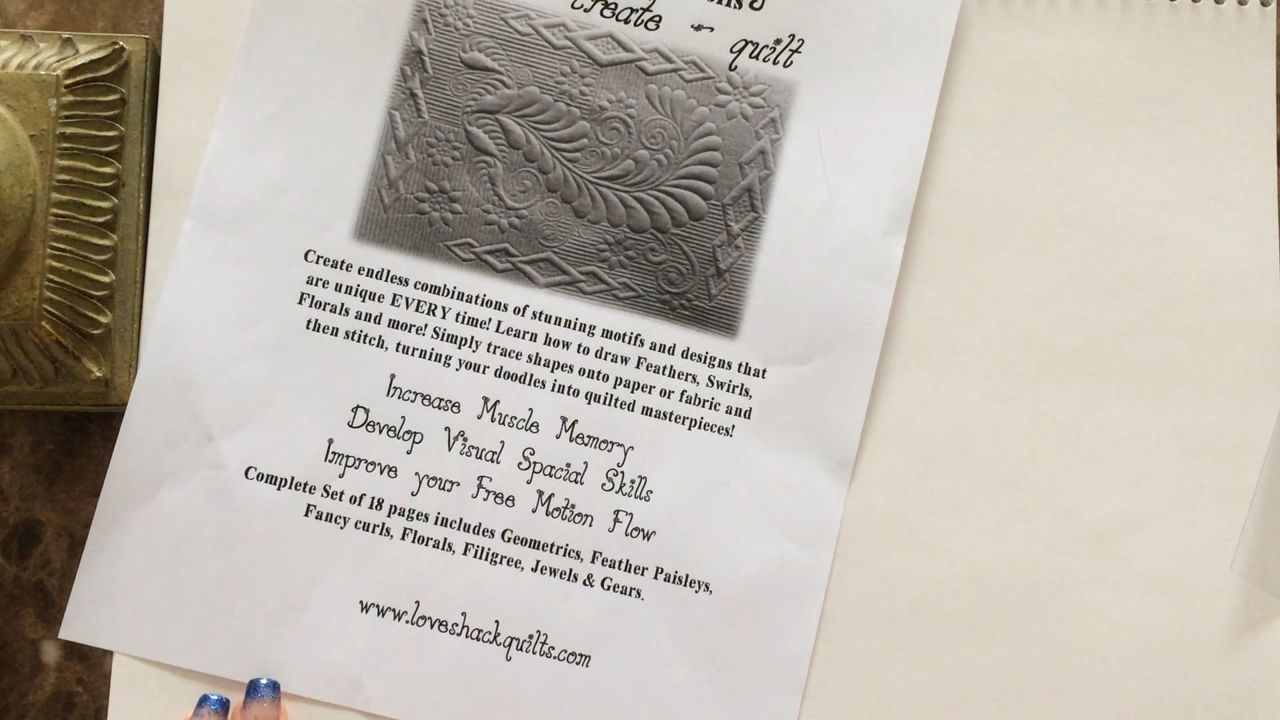 create ~ quilt
Create endless combinations of stunning motifs and designs that
are unique EVERY time! Learn how to draw Feathers, Swirls,
Florals and more! Simply trace shapes onto paper or fabric and
then stitch, turning your doodles into quilted masterpieces!
Increase Muscle Memory
Develop Visual Spacial Skills
Improve your Free Motion Flow
Complete Set of 18 pages includes Geometrics, Feather Paisleys,
Fancy curls, Florals, Filigree, Jewels & Gears.
www.loveshackquilts.com